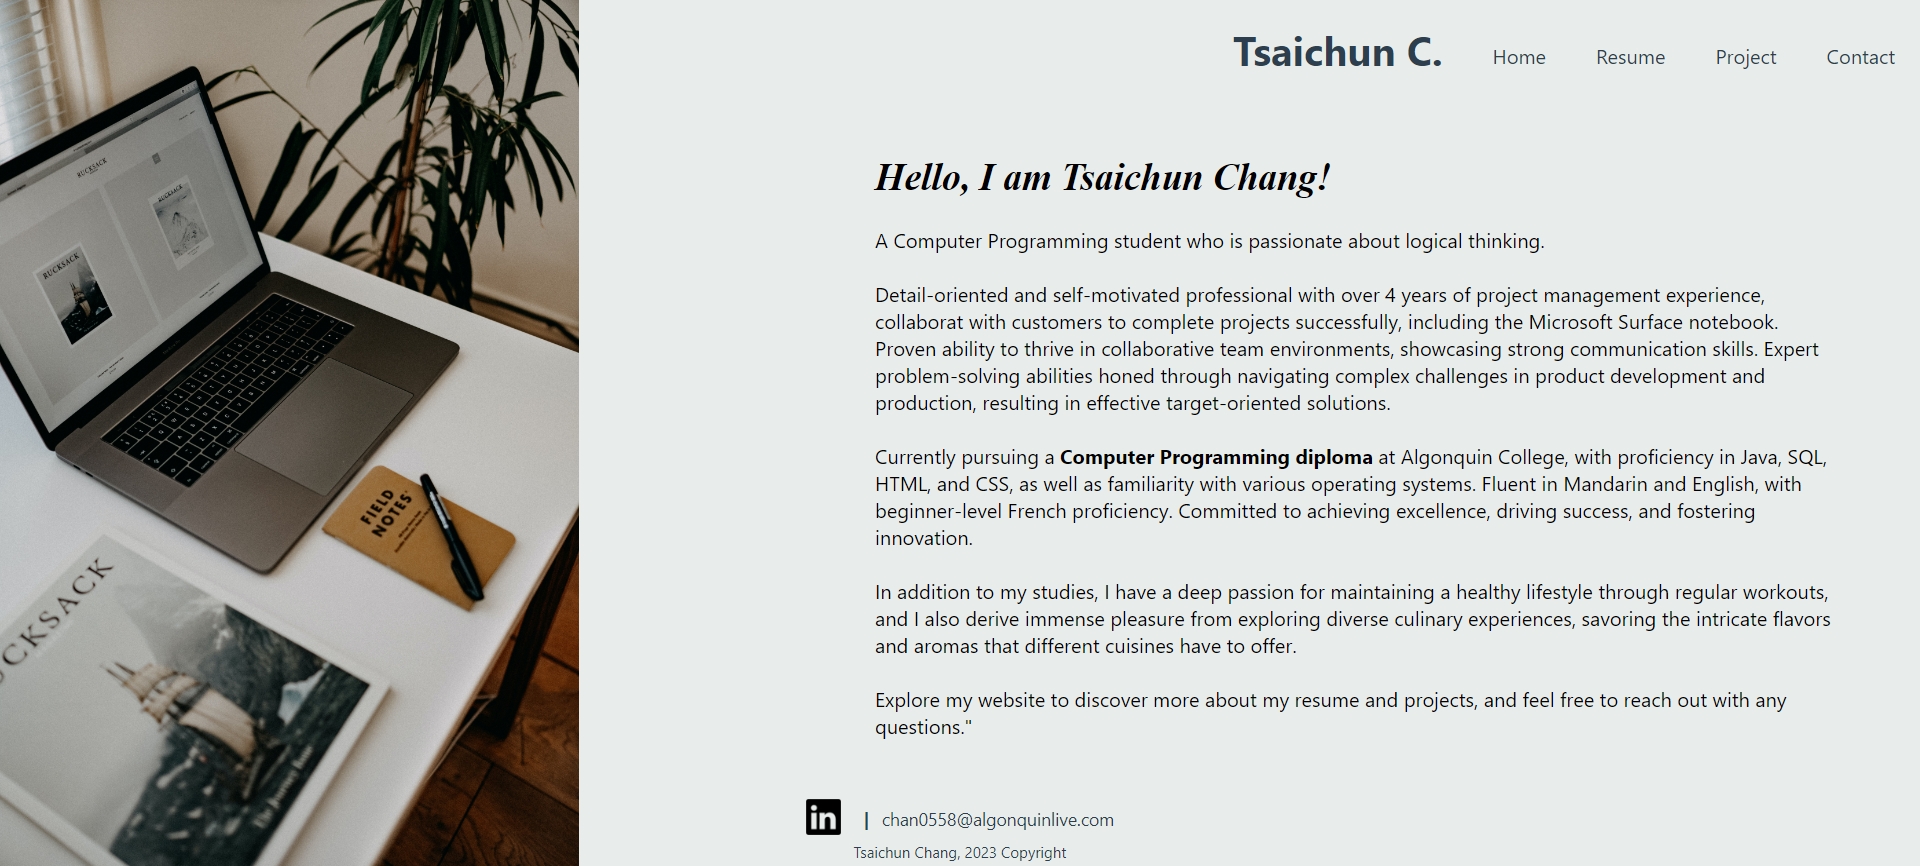 Tsaichun C.
Home
Resume
Project
Contact
Hello, I am Tsaichun Chang!
A Computer Programming student who is passionate about logical thinking.
Detail-oriented and self-motivated professional with over 4 years of project management experience,
collaborat with customers to complete projects successfully, including the Microsoft Surface notebook.
Proven ability to thrive in collaborative team environments, showcasing strong communication skills. Expert
problem-solving abilities honed through navigating complex challenges in product development and
production, resulting in effective target-oriented solutions.
Currently pursuing a Computer Programming diploma at Algonquin College, with proficiency in Java, SQL,
HTML, and CSS, as well as familiarity with various operating systems. Fluent in Mandarin and English, with
beginner-level French proficiency. Committed to achieving excellence, driving success, and fostering
innovation.
In addition to my studies, I have a deep passion for maintaining a healthy lifestyle through regular workouts,
and I also derive immense pleasure from exploring diverse culinary experiences, savoring the intricate flavors
and aromas that different cuisines have to offer.
Explore my website to discover more about my resume and projects, and feel free to reach out with any
questions."
in | chan0558@algonquinlive.com
Tsaichun Chang, 2023 Copyright
RUCKSACK
RUCKSACK
RUCKSACK
FIELD
NOTES
UCKSACK